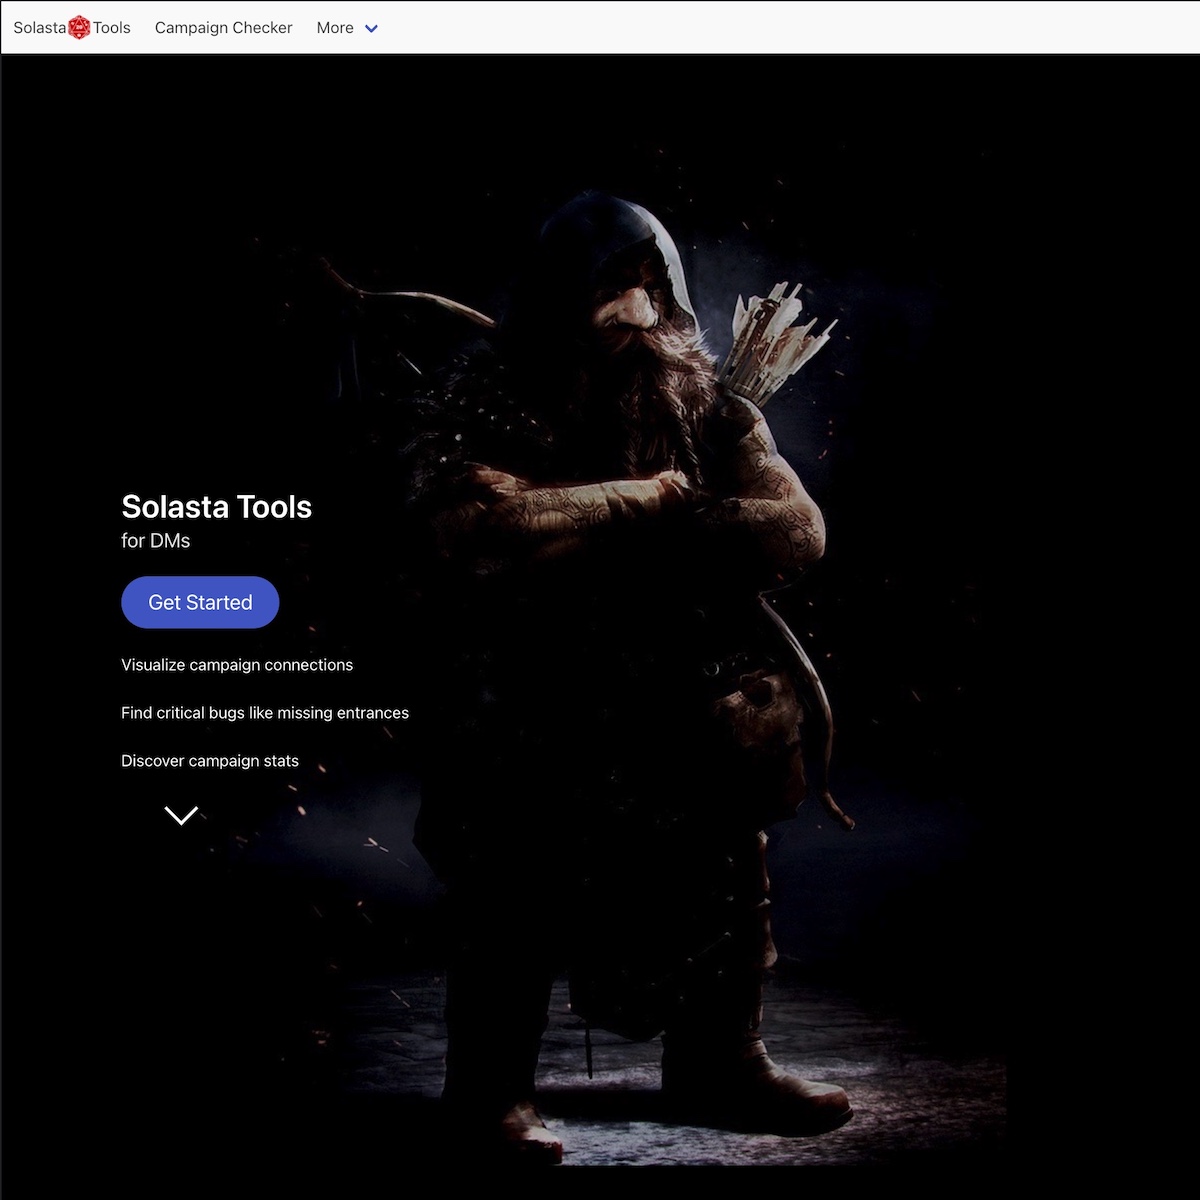 Solasta Tools Campaign Checker More
Solasta Tools
for DMs
Get Started
Visualize campaign connections
Find critical bugs like missing entrances
Discover campaign stats